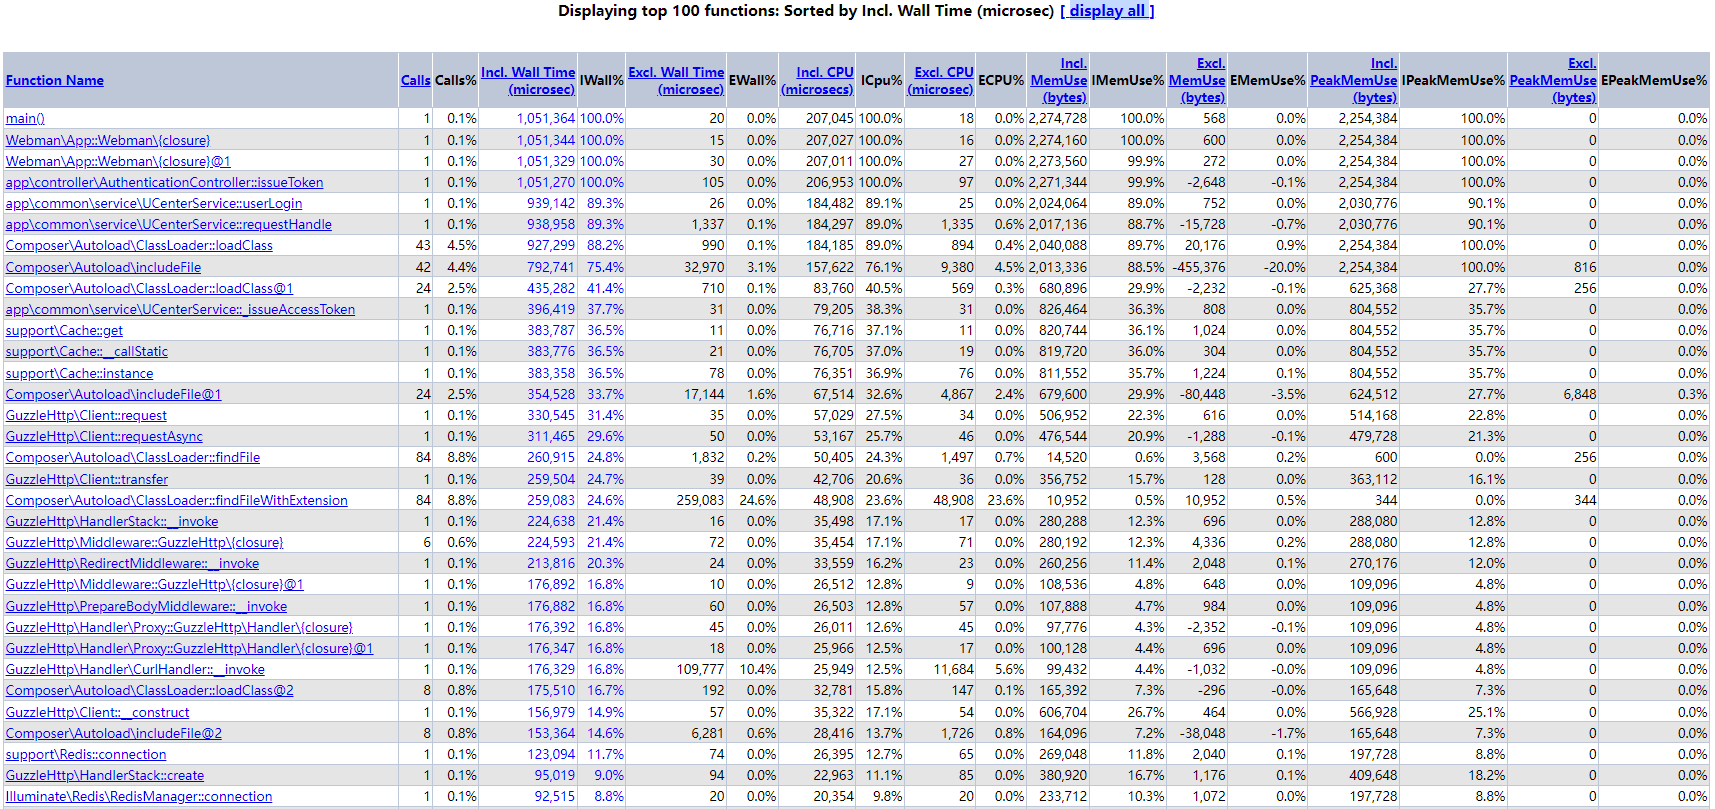 Displaying top 100 functions: Sorted by Incl. Wall Time (microsec) [ display all ]
Function Name Calls Calls% Incl. Wall Time (microsec) IWall% Excl. Wall Time (microsec) EWall% Incl. CPU (microsecs) ICpu% Excl. CPU (microsec) ECPU% Incl. MemUse (bytes) IMemUse% Excl. MemUse (bytes) EMemUse% Incl. PeakMemUse (bytes) IPeakMemUse% Excl. PeakMemUse (bytes) EPeakMemUse%
main() 1 0.1% 1,051,364 100.0% 20 0.0% 207,045 100.0% 18 0.0% 2,274,728 100.0% 568 0.0% 2,254,384 100.0% 0 0.0%
Webman\App::Webman\{closure} 1 0.1% 1,051,344 100.0% 15 0.0% 207,027 100.0% 16 0.0% 2,274,160 100.0% 600 0.0% 2,254,384 100.0% 0 0.0%
Webman\App::Webman\{closure}@1 1 0.1% 1,051,329 100.0% 30 0.0% 207,011 100.0% 27 0.0% 2,273,560 99.9% 272 0.0% 2,254,384 100.0% 0 0.0%
app\controller\AuthenticationController::issueToken 1 0.1% 1,051,270 100.0% 105 0.0% 206,953 100.0% 97 0.0% 2,271,344 99.9% -2,648 -0.1% 2,254,384 100.0% 0 0.0%
app\common\service\UCenterService::userLogin 1 0.1% 939,142 89.3% 26 0.0% 184,482 89.1% 25 0.0% 2,024,064 89.0% 752 0.0% 2,030,776 90.1% 0 0.0%
app\common\service\UCenterService::requestHandle 1 0.1% 938,958 89.3% 1,337 0.1% 184,297 89.0% 1,335 0.6% 2,017,136 88.7% -15,728 -0.7% 2,030,776 90.1% 0 0.0%
Composer\Autoload\ClassLoader::loadClass 43 4.5% 927,299 88.2% 990 0.1% 184,185 89.0% 894 0.4% 2,040,088 89.7% 20,176 0.9% 2,254,384 100.0% 0 0.0%
Composer\Autoload\includeFile 42 4.4% 792,741 75.4% 32,970 3.1% 157,622 76.1% 9,380 4.5% 2,013,336 88.5% -455,376 -20.0% 2,254,384 100.0% 816 0.0%
Composer\Autoload\ClassLoader::loadClass@1 24 2.5% 435,282 41.4% 710 0.1% 83,760 40.5% 569 0.3% 680,896 29.9% -2,232 -0.1% 625,368 27.7% 256 0.0%
app\common\service\UCenterService::_issueAccessToken 1 0.1% 396,419 37.7% 31 0.0% 79,205 38.3% 31 0.0% 826,464 36.3% 808 0.0% 804,552 35.7% 0 0.0%
support\Cache::get 1 0.1% 383,787 36.5% 11 0.0% 76,716 37.1% 11 0.0% 820,744 36.1% 1,024 0.0% 804,552 35.7% 0 0.0%
support\Cache::__callStatic 1 0.1% 383,776 36.5% 21 0.0% 76,705 37.0% 19 0.0% 819,720 36.0% 304 0.0% 804,552 35.7% 0 0.0%
support\Cache::instance 1 0.1% 383,358 36.5% 78 0.0% 76,351 36.9% 76 0.0% 811,552 35.7% 1,224 0.1% 804,552 35.7% 0 0.0%
Composer\Autoload\includeFile@1 24 2.5% 354,528 33.7% 17,144 1.6% 67,514 32.6% 4,867 2.4% 679,600 29.9% -80,448 -3.5% 624,512 27.7% 6,848 0.3%
GuzzleHttp\Client::request 1 0.1% 330,545 31.4% 35 0.0% 57,029 27.5% 34 0.0% 506,952 22.3% 616 0.0% 514,168 22.8% 0 0.0%
GuzzleHttp\Client::requestAsync 1 0.1% 311,465 29.6% 50 0.0% 53,167 25.7% 46 0.0% 476,544 20.9% -1,288 -0.1% 479,728 21.3% 0 0.0%
Composer\Autoload\ClassLoader::findFile 84 8.8% 260,915 24.8% 1,832 0.2% 50,405 24.3% 1,497 0.7% 14,520 0.6% 3,568 0.2% 600 0.0% 256 0.0%
GuzzleHttp\Client::transfer 1 0.1% 259,504 24.7% 39 0.0% 42,706 20.6% 36 0.0% 356,752 15.7% 128 0.0% 363,112 16.1% 0 0.0%
Composer\Autoload\ClassLoader::findFileWithExtension 84 8.8% 259,083 24.6% 259,083 24.6% 48,908 23.6% 48,908 23.6% 10,952 0.5% 10,952 0.5% 344 0.0% 344 0.0%
GuzzleHttp\HandlerStack::__invoke 1 0.1% 224,638 21.4% 16 0.0% 35,498 17.1% 17 0.0% 280,288 12.3% 696 0.0% 288,080 12.8% 0 0.0%
GuzzleHttp\Middleware::GuzzleHttp\{closure} 6 0.6% 224,593 21.4% 72 0.0% 35,454 17.1% 71 0.0% 280,192 12.3% 4,336 0.2% 288,080 12.8% 0 0.0%
GuzzleHttp\RedirectMiddleware::__invoke 1 0.1% 213,816 20.3% 24 0.0% 33,559 16.2% 23 0.0% 260,256 11.4% 2,048 0.1% 270,176 12.0% 0 0.0%
GuzzleHttp\Middleware::GuzzleHttp\{closure}@1 1 0.1% 176,892 16.8% 10 0.0% 26,512 12.8% 9 0.0% 108,536 4.8% 648 0.0% 109,096 4.8% 0 0.0%
GuzzleHttp\PrepareBodyMiddleware::__invoke 1 0.1% 176,882 16.8% 60 0.0% 26,503 12.8% 57 0.0% 107,888 4.7% 984 0.0% 109,096 4.8% 0 0.0%
GuzzleHttp\Handler\Proxy::GuzzleHttp\Handler\{closure} 1 0.1% 176,392 16.8% 45 0.0% 26,011 12.6% 45 0.0% 97,776 4.3% -2,352 -0.1% 109,096 4.8% 0 0.0%
GuzzleHttp\Handler\Proxy::GuzzleHttp\Handler\{closure}@1 1 0.1% 176,347 16.8% 18 0.0% 25,966 12.5% 17 0.0% 100,128 4.4% 696 0.0% 109,096 4.8% 0 0.0%
GuzzleHttp\Handler\CurlHandler::__invoke 1 0.1% 176,329 16.8% 109,777 10.4% 25,949 12.5% 11,684 5.6% 99,432 4.4% -1,032 -0.0% 109,096 4.8% 0 0.0%
Composer\Autoload\ClassLoader::loadClass@2 8 0.8% 175,510 16.7% 192 0.0% 32,781 15.8% 147 0.1% 165,392 7.3% -296 -0.0% 165,648 7.3% 0 0.0%
GuzzleHttp\Client::__construct 1 0.1% 156,979 14.9% 57 0.0% 35,322 17.1% 54 0.0% 606,704 26.7% 464 0.0% 566,928 25.1% 0 0.0%
Composer\Autoload\includeFile@2 8 0.8% 153,364 14.6% 6,281 0.6% 28,416 13.7% 1,726 0.8% 164,096 7.2% -38,048 -1.7% 165,648 7.3% 0 0.0%
support\Redis::connection 1 0.1% 123,094 11.7% 74 0.0% 26,395 12.7% 65 0.0% 269,048 11.8% 2,040 0.1% 197,728 8.8% 0 0.0%
GuzzleHttp\HandlerStack::create 1 0.1% 95,019 9.0% 94 0.0% 22,963 11.1% 85 0.0% 380,920 16.7% 1,176 0.1% 409,648 18.2% 0 0.0%
Illuminate\Redis\RedisManager::connection 1 0.1% 92,515 8.8% 20 0.0% 20,354 9.8% 20 0.0% 233,712 10.3% 1,072 0.0% 197,728 8.8% 0 0.0%